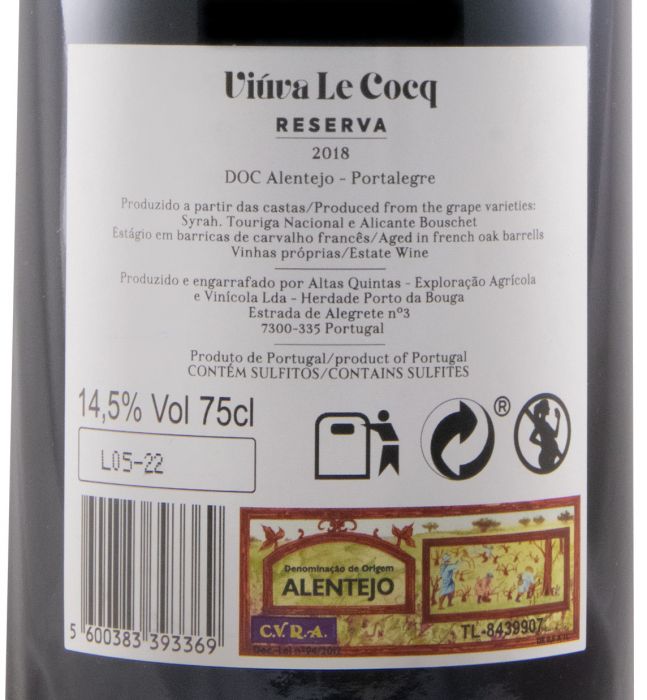 Viúva Le Cocq
RESERVA
2018
DOC Alentejo - Portalegre
Produzido a partir das castas/Produced from the grape varieties:
Syrah. Touriga Nacional e Alicante Bouschet
Estágio em barricas de carvalho francês/Aged in french oak barrells
Vinhas próprias/Estate Wine
Produzido e engarrafado por Altas Quintas - Exploração Agrícola
e Vinícola Lda - Herdade Porto da Bouga
Estrada de Alegrete nº3
7300-335 Portugal
Produto de Portugal/product of Portugal
CONTÉM SULFITOS/CONTAINS SULFITES
14,5% Vol 75cl
®
L05-22
Denominação de Origem
ALENTEJO
C.V.R.A.
TL-8439907
Dec.-Lei nº94/2012
5 600383 393369